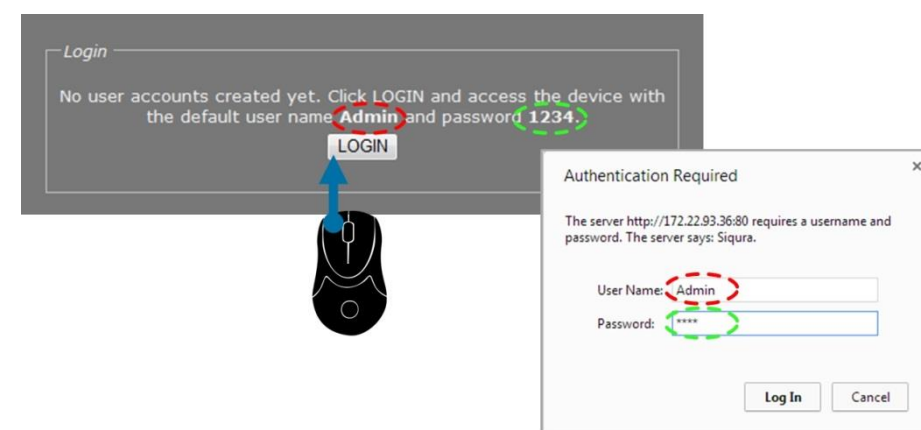 Login
No user accounts created yet. Click LOGIN and access the device with
the default user name Admin and password 1234.
LOGIN
Authentication Required
×
The server http://172.22.93.36:80 requires a username and
password. The server says: Siqura.
User Name: Admin
Password: ****
Log In Cancel